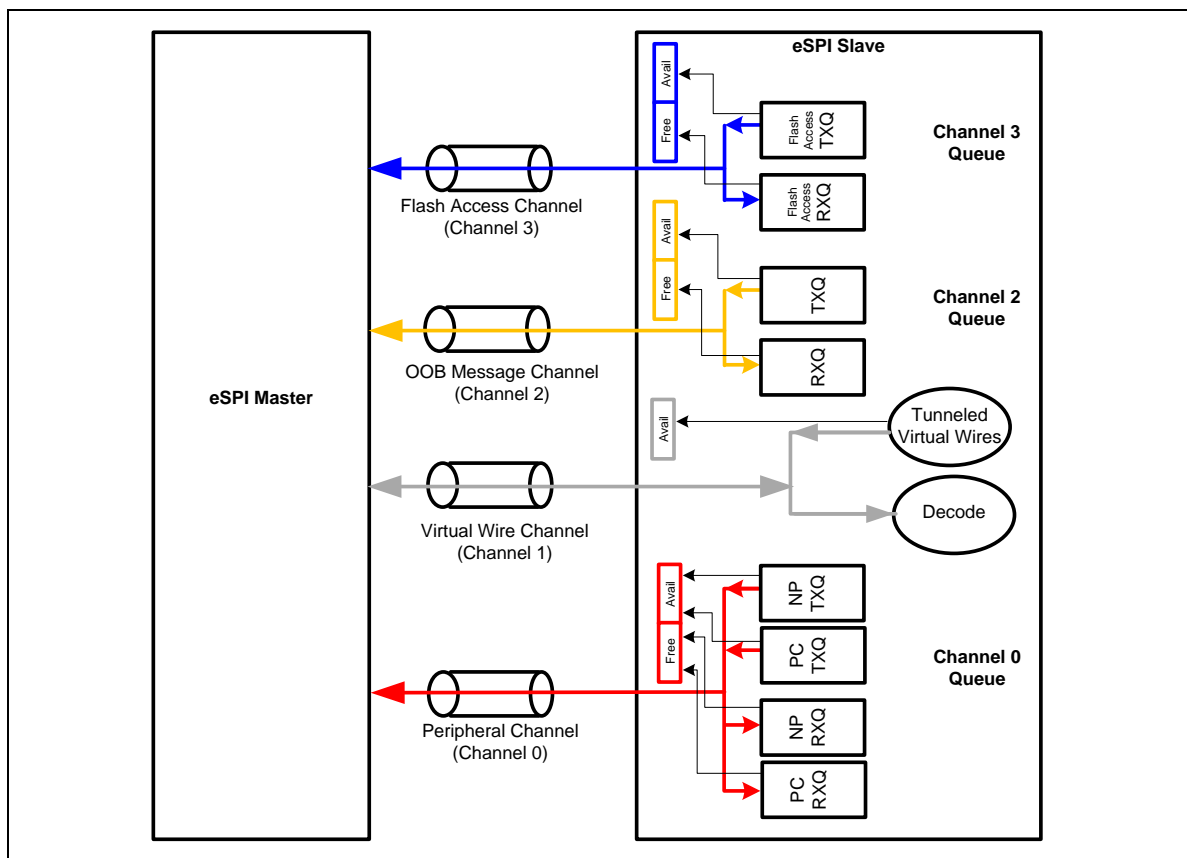 eSPI Slave
Avail
Free
Flash
Access
TXQ
Flash
Access
RXQ
Channel 3
Queue
Flash Access Channel
(Channel 3)
Avail
Free
TXQ
RXQ
Channel 2
Queue
OOB Message Channel
(Channel 2)
eSPI Master
Avail
Tunneled
Virtual Wires
Decode
Virtual Wire Channel
(Channel 1)
Avail
Free
NP
TXQ
PC
TXQ
NP
RXQ
PC
RXQ
Channel 0
Queue
Peripheral Channel
(Channel 0)